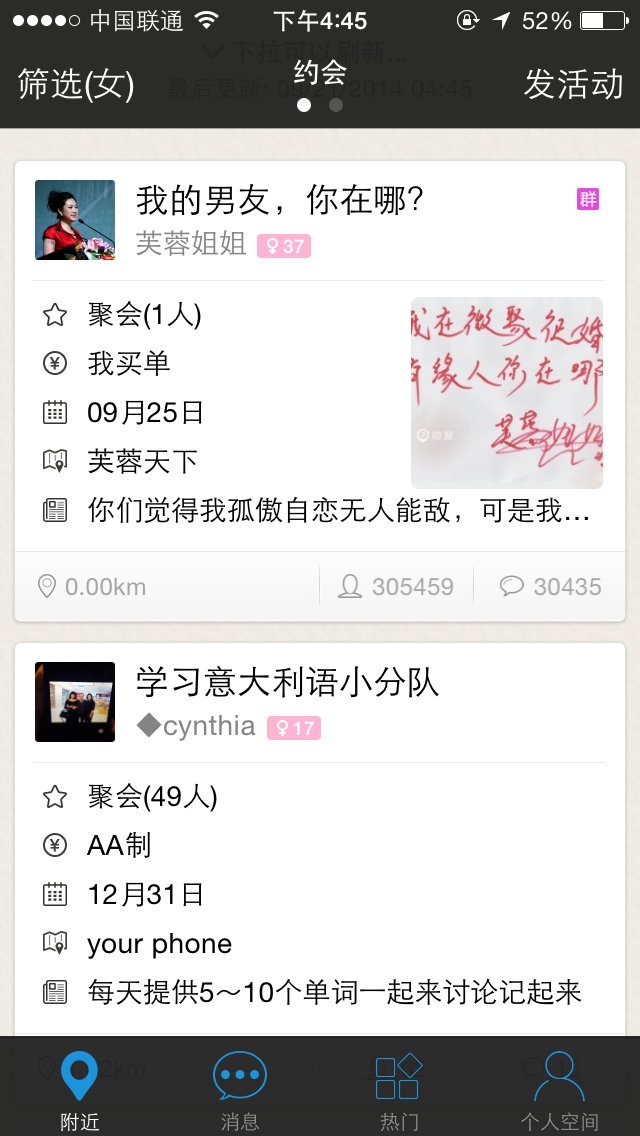 中国联通 下午4:45 52%
下拉可以刷新...
筛选(女) 约会 发活动
最后更新: 09/21/2014 04:45
我的男友，你在哪？ 群
芙蓉姐姐 ♀37
聚会(1人)
我在微聚很婚
我买单
有缘人你在哪
09月25日
芙蓉姐姐
微聚
芙蓉天下
你们觉得我孤傲自恋无人能敌，可是我…
0.00km 305459 30435
学习意大利语小分队
◆cynthia ♀17
聚会(49人)
AA制
12月31日
your phone
每天提供5～10个单词一起来讨论记起来
附近 消息 热门 个人空间